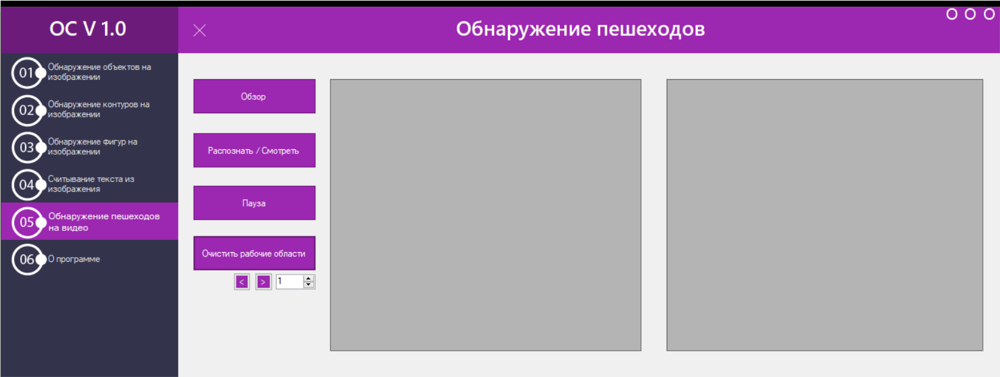 OC V 1.0
Обнаружение пешеходов
01
Обнаружение объектов на
изображении
02
Обнаружение контуров на
изображении
03
Обнаружение фигур на
изображении
04
Считывание текста из
изображения
05
Обнаружение пешеходов
на видео
06
О программе
Обзор
Распознать / Смотреть
Пауза
Очистить рабочие области
< > 1